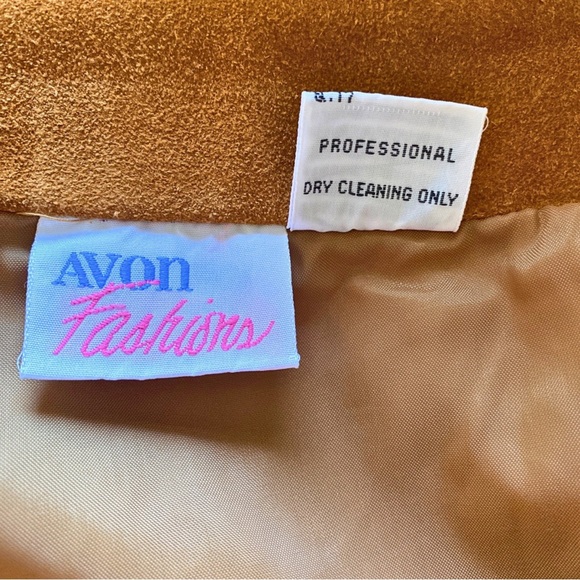 AVON
Fashions
PROFESSIONAL
DRY CLEANING ONLY